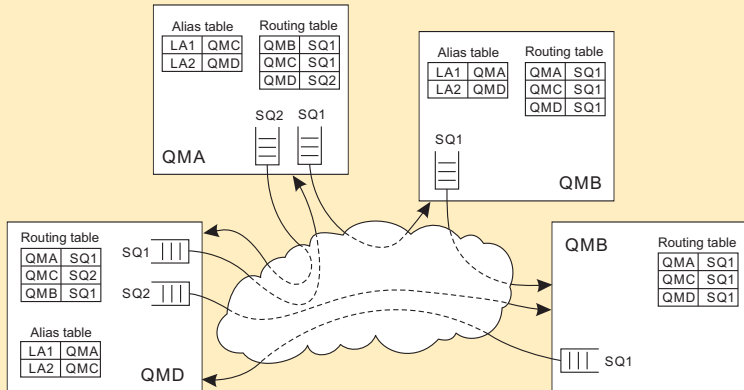 Alias table
LA1 QMC
LA2 QMD
Routing table
QMB SQ1
QMC SQ1
QMD SQ2
SQ2
SQ1
QMA
Alias table
LA1 QMA
LA2 QMD
Routing table
QMA SQ1
QMC SQ1
QMD SQ1
SQ1
QMB
Routing table
QMA SQ1
QMC SQ2
QMB SQ1
SQ1
SQ2
Alias table
LA1 QMA
LA2 QMC
QMD
QMB
Routing table
QMA SQ1
QMC SQ1
QMD SQ1
SQ1